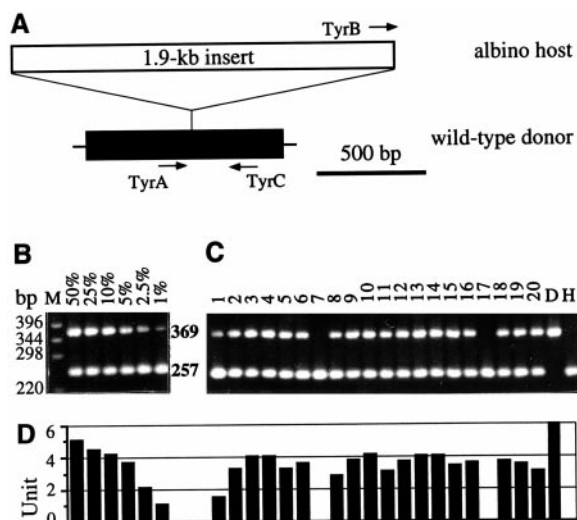 A
TyrB
1.9-kb insert
albino host
wild-type donor
500 bp
TyrA
TyrC
B
bp M 50% 25% 10% 5% 2.5% 1%
396
344
298
220
369
257
C
1 2 3 4 5 6 7 8 9 10 11 12 13 14 15 16 17 18 19 20 D H
D
Unit
6
4
2
0